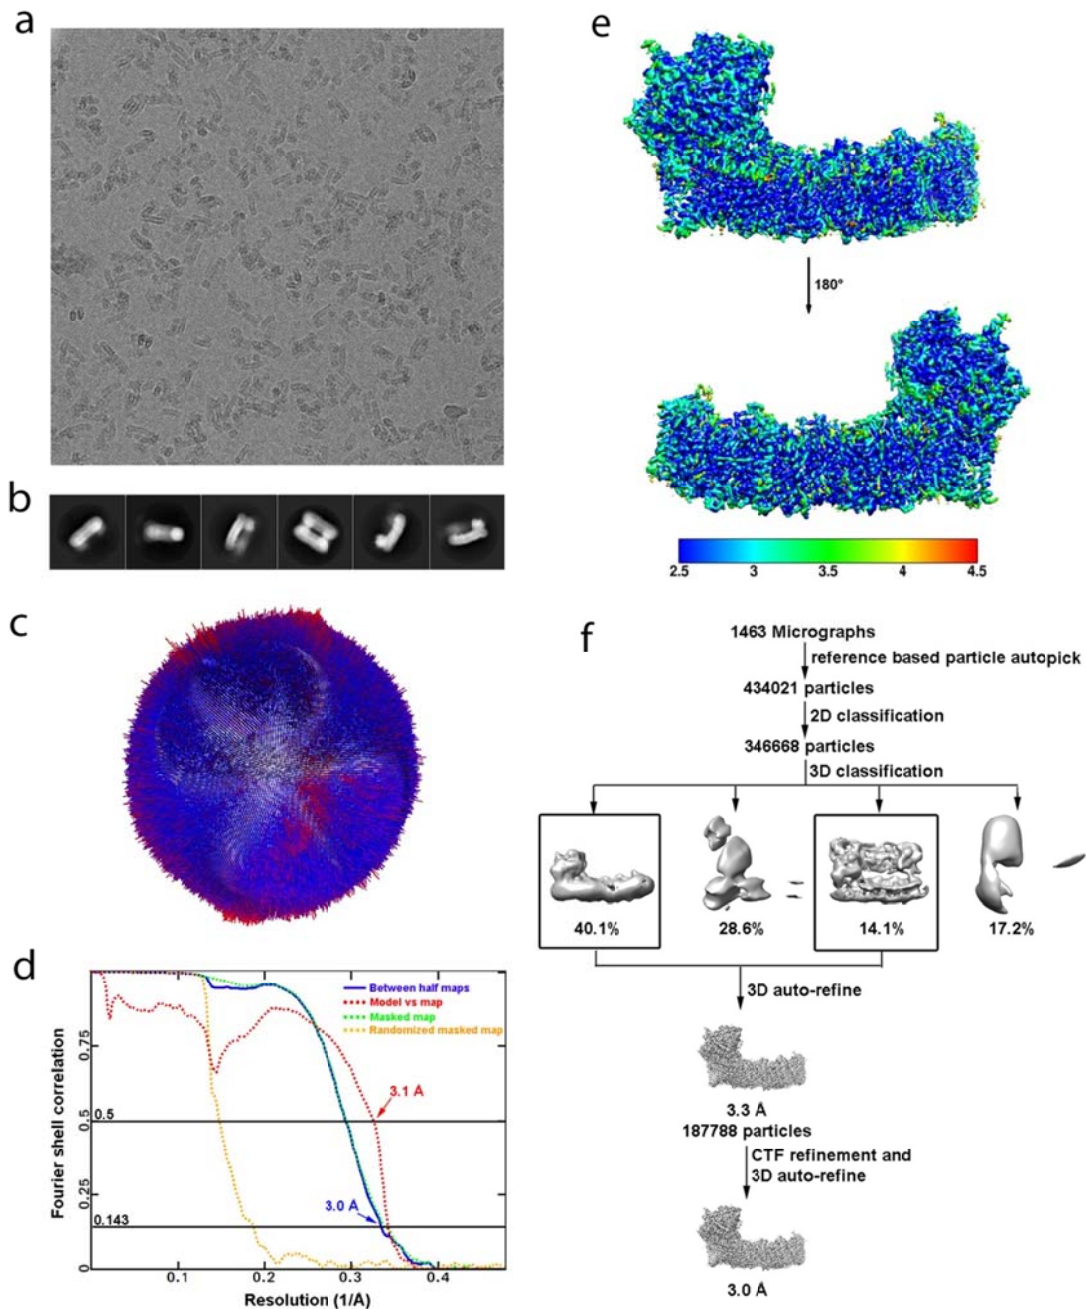 a
b
c
d
Between half maps
Model vs map
Masked map
Randomized masked map
0.75
3.1 Å
0.5
0.5
Fourier shell correlation
0.25
3.0 Å
0.143
0
0.1
0.2
0.3
0.4
Resolution (1/Å)
e
180°
2.5
3
3.5
4
4.5
f
1463 Micrographs
reference based particle autopick
434021 particles
2D classification
346668 particles
3D classification
40.1%
28.6%
14.1%
17.2%
3D auto-refine
3.3 Å
187788 particles
CTF refinement and
3D auto-refine
3.0 Å